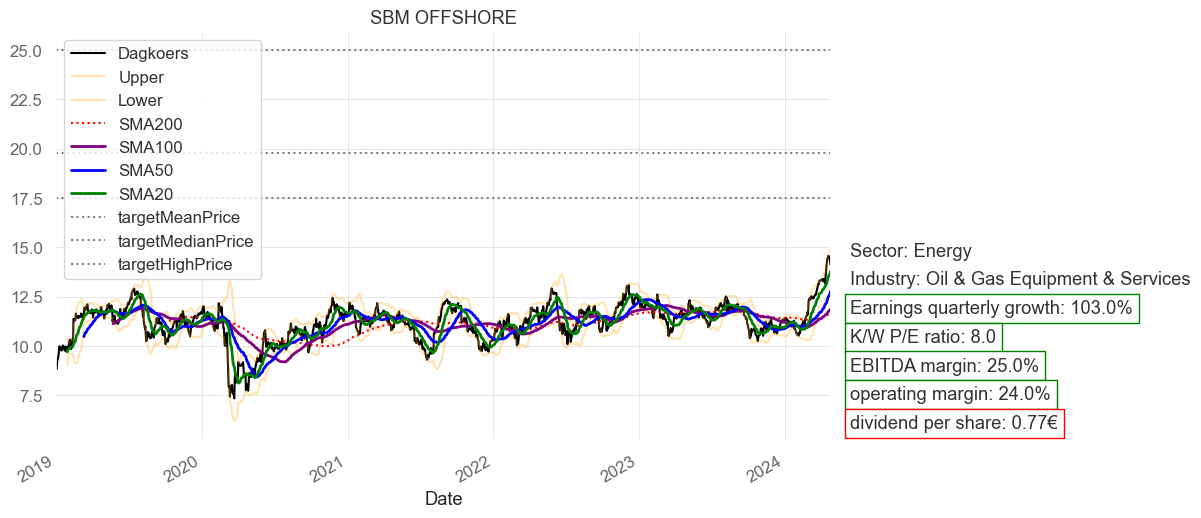 SBM OFFSHORE
25.0
22.5
20.0
17.5
15.0
12.5
10.0
7.5
Dagkoers
Upper
Lower
SMA200
SMA100
SMA50
SMA20
targetMeanPrice
targetMedianPrice
targetHighPrice
2019
2020
2021
2022
2023
2024
Date
Sector: Energy
Industry: Oil & Gas Equipment & Services
Earnings quarterly growth: 103.0%
K/W P/E ratio: 8.0
EBITDA margin: 25.0%
operating margin: 24.0%
dividend per share: 0.77€